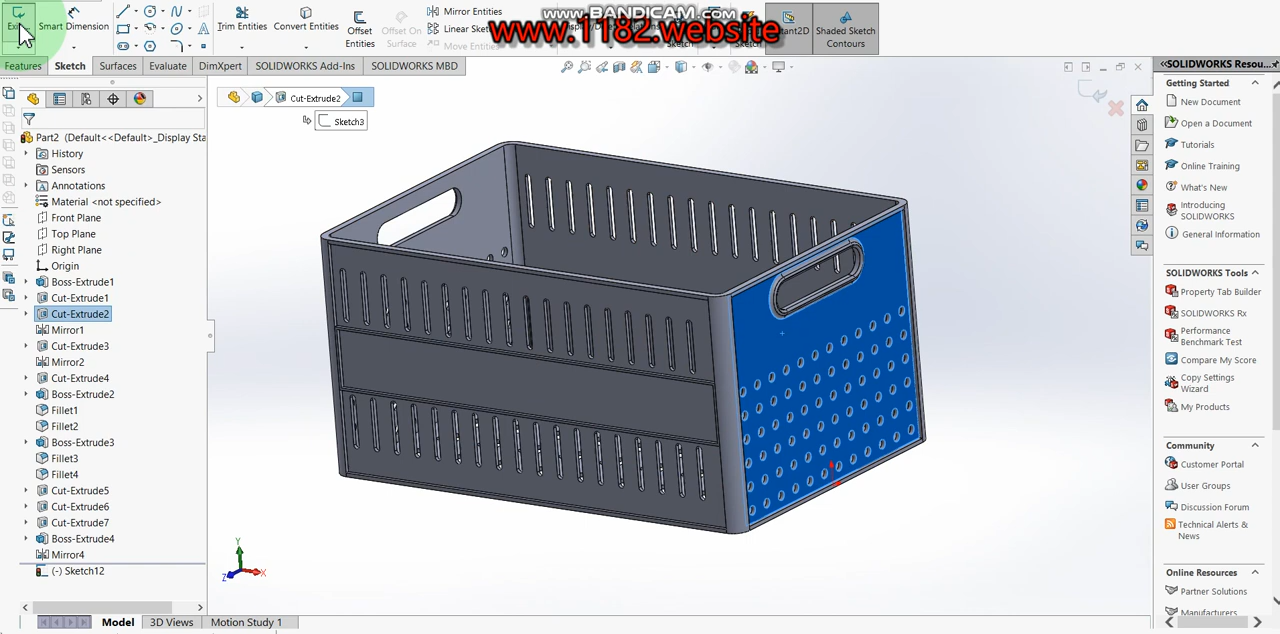 www.BANDICAM.com
www.1182.website
Exit
Smart Dimension
Trim Entities
Convert Entities
Offset Entities
Offset On Surface
Mirror Entities
Linear Sketch
Move Entities
Instant2D
Shaded Sketch Contours
Features
Sketch
Surfaces
Evaluate
DimXpert
SOLIDWORKS Add-Ins
SOLIDWORKS MBD
Part2 (Default<<Default>_Display Sta
History
Sensors
Annotations
Material <not specified>
Front Plane
Top Plane
Right Plane
Origin
Boss-Extrude1
Cut-Extrude1
Cut-Extrude2
Mirror1
Cut-Extrude3
Mirror2
Cut-Extrude4
Boss-Extrude2
Fillet1
Fillet2
Boss-Extrude3
Fillet3
Fillet4
Cut-Extrude5
Cut-Extrude6
Cut-Extrude7
Boss-Extrude4
Mirror4
(-) Sketch12
Cut-Extrude2
Sketch3
Y
X
Z
Model
3D Views
Motion Study 1
SOLIDWORKS Resou...
Getting Started
New Document
Open a Document
Tutorials
Online Training
What's New
Introducing SOLIDWORKS
General Information
SOLIDWORKS Tools
Property Tab Builder
SOLIDWORKS Rx
Performance Benchmark Test
Compare My Score
Copy Settings Wizard
My Products
Community
Customer Portal
User Groups
Discussion Forum
Technical Alerts & News
Online Resources
Partner Solutions
Manufacturers